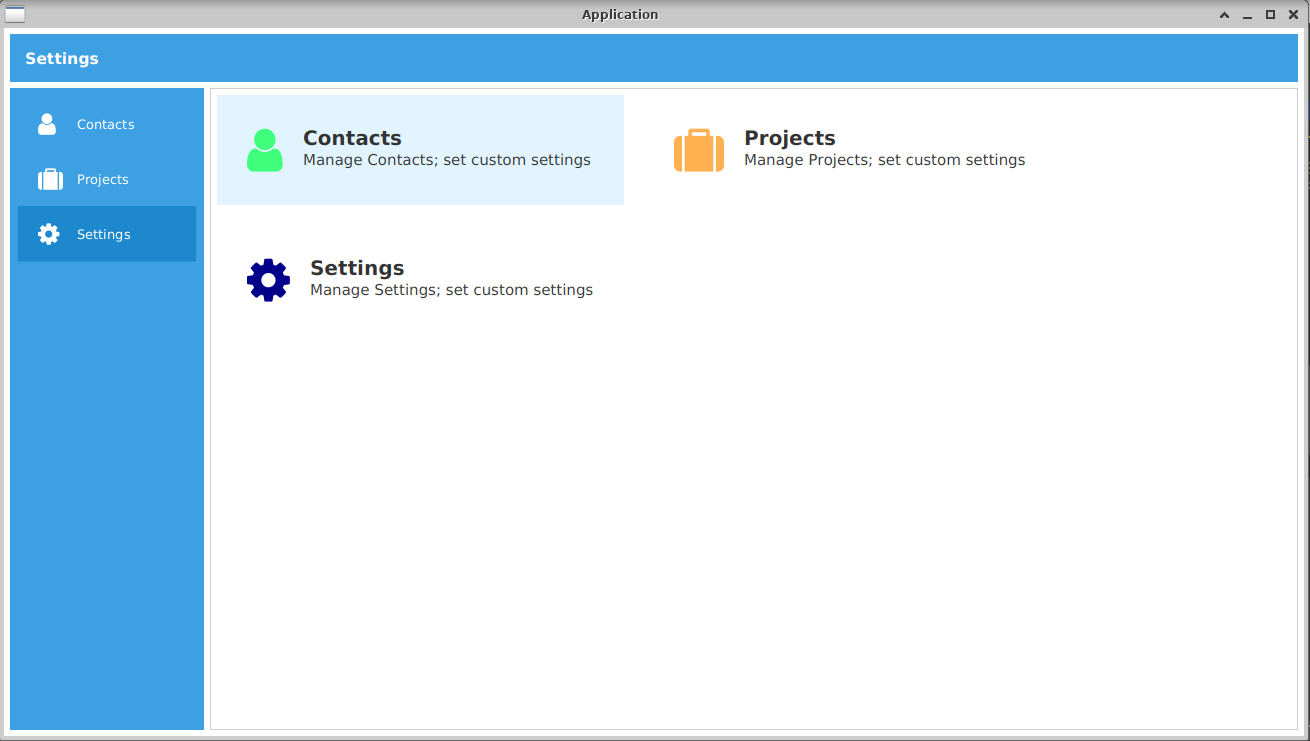 Application
Settings
Contacts
Projects
Settings
Contacts
Manage Contacts; set custom settings
Projects
Manage Projects; set custom settings
Settings
Manage Settings; set custom settings